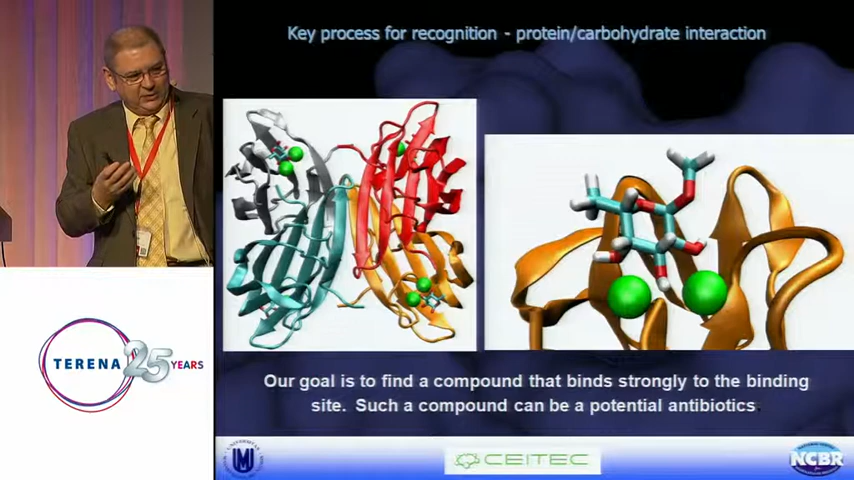 Key process for recognition - protein/carbohydrate interaction
Our goal is to find a compound that binds strongly to the binding
site. Such a compound can be a potential antibiotics.
TERENA 25 YEARS
CEITEC
NCBR